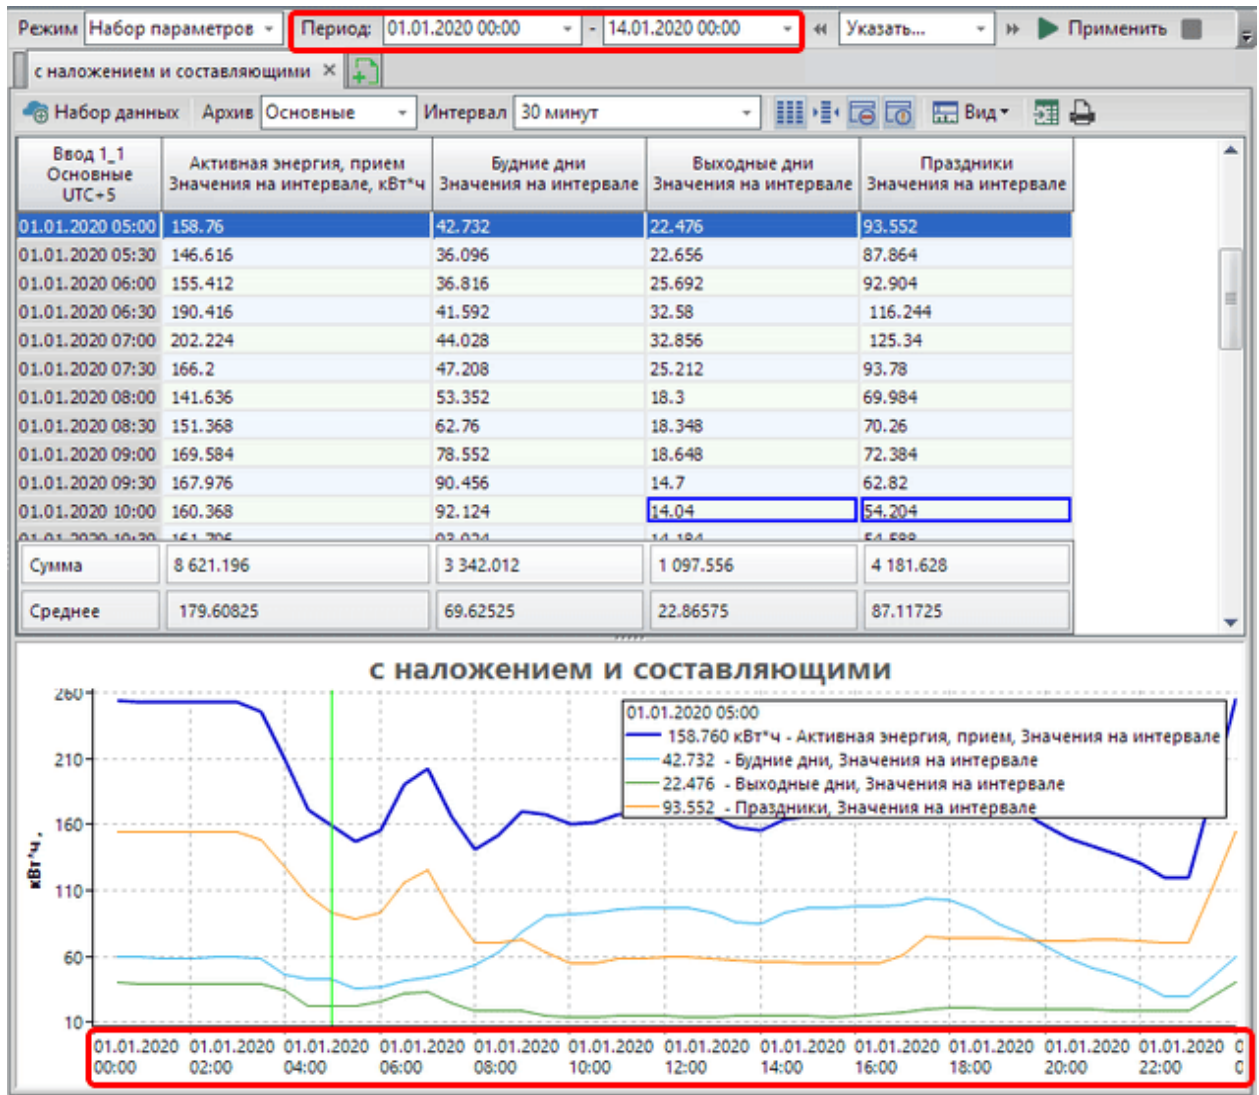 Режим Набор параметров Период: 01.01.2020 00:00 - 14.01.2020 00:00 Указать... Применить
с наложением и составляющими
Набор данных Архив Основные Интервал 30 минут Вид
Ввод 1_1 Основные UTC+5 Активная энергия, прием Значения на интервале, кВт*ч Будние дни Значения на интервале Выходные дни Значения на интервале Праздники Значения на интервале
01.01.2020 05:00 158.76 42.732 22.476 93.552
01.01.2020 05:30 146.616 36.096 22.656 87.864
01.01.2020 06:00 155.412 36.816 25.692 92.904
01.01.2020 06:30 190.416 41.592 32.58 116.244
01.01.2020 07:00 202.224 44.028 32.856 125.34
01.01.2020 07:30 166.2 47.208 25.212 93.78
01.01.2020 08:00 141.636 53.352 18.3 69.984
01.01.2020 08:30 151.368 62.76 18.348 70.26
01.01.2020 09:00 169.584 78.552 18.648 72.384
01.01.2020 09:30 167.976 90.456 14.7 62.82
01.01.2020 10:00 160.368 92.124 14.04 54.204
01.01.2020 10:30 161.796 93.024 14.184 54.588
Сумма 8 621.196 3 342.012 1 097.556 4 181.628
Среднее 179.60825 69.62525 22.86575 87.11725
с наложением и составляющими
260
210
160
110
60
10
кВт*ч,
01.01.2020 05:00
158.760 кВт*ч - Активная энергия, прием, Значения на интервале
42.732 - Будние дни, Значения на интервале
22.476 - Выходные дни, Значения на интервале
93.552 - Праздники, Значения на интервале
01.01.2020 01.01.2020 01.01.2020 01.01.2020 01.01.2020 01.01.2020 01.01.2020 01.01.2020 01.01.2020 01.01.2020 01.01.2020 01.01.2020 0
00:00 02:00 04:00 06:00 08:00 10:00 12:00 14:00 16:00 18:00 20:00 22:00 0